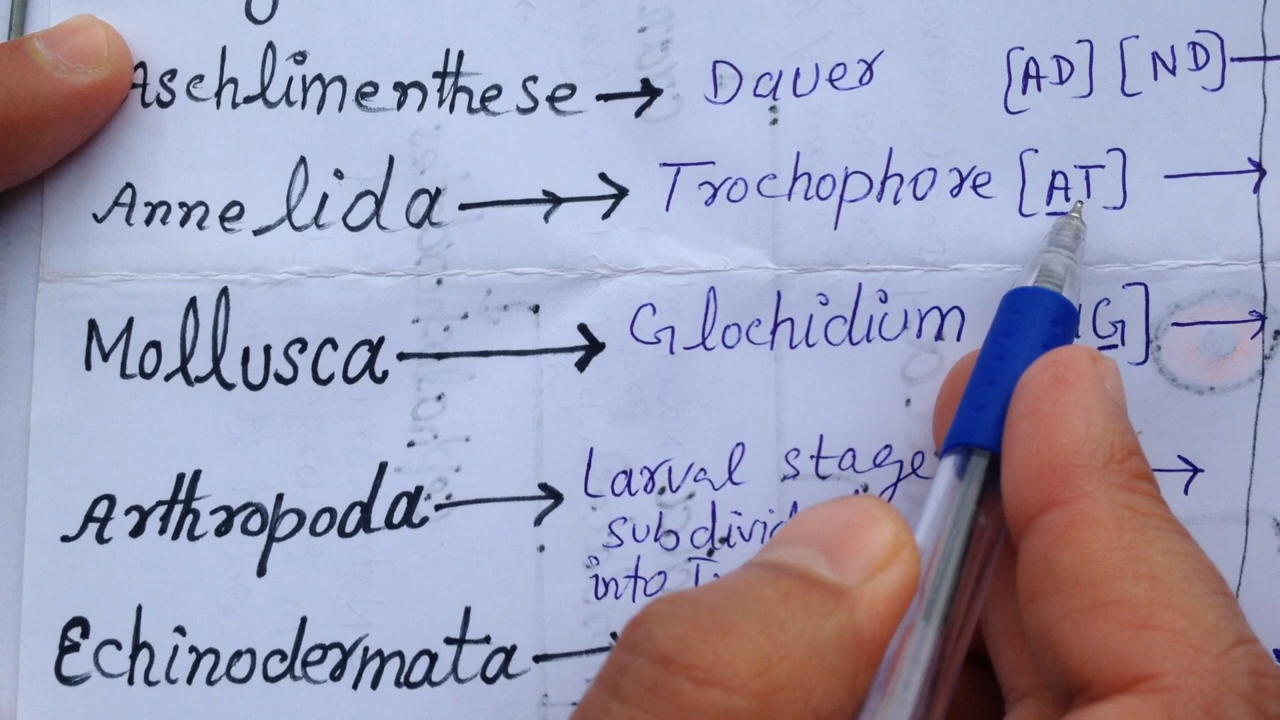 Aschlimenthese → Dauer [AD] [ND]
Annelida → Trochophore [AT] →
Mollusca → Glochidium G] →
Arthropoda → Larval stage →
subdivid
into
Echinodermata →